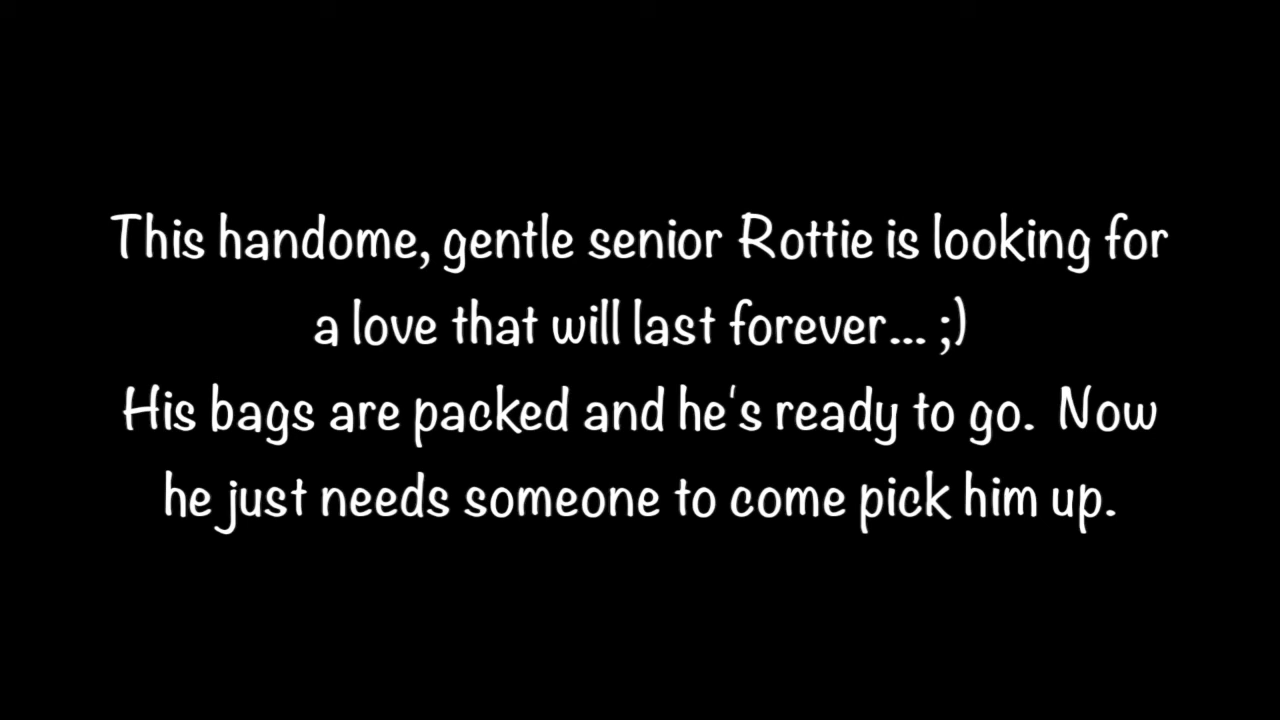 This handome, gentle senior Rottie is looking for
a love that will last forever... ;)
His bags are packed and he's ready to go.  Now
he just needs someone to come pick him up.